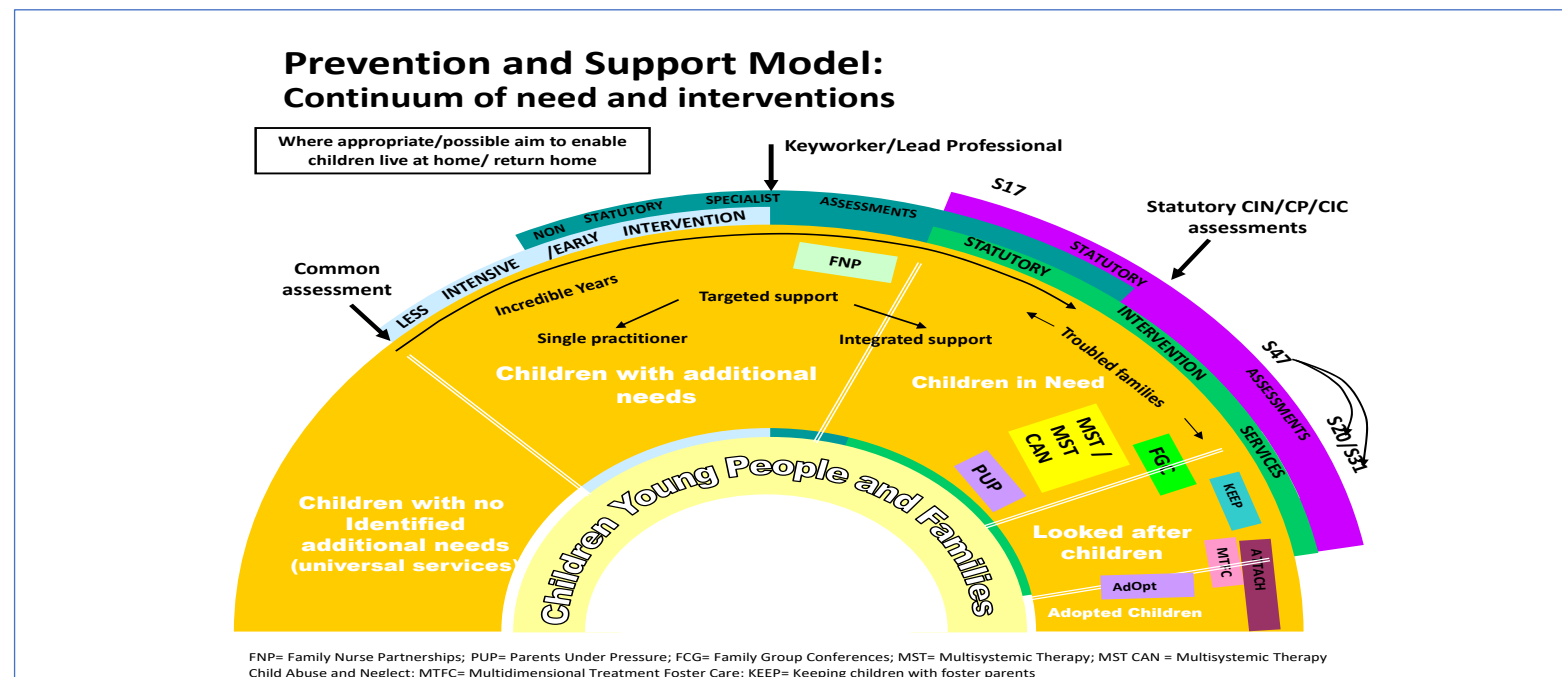 Prevention and Support Model:
Continuum of need and interventions
Where appropriate/possible aim to enable
children live at home/ return home
Keyworker/Lead Professional
S17
Statutory CIN/CP/CIC
assessments
Common
assessment
NON STATUTORY SPECIALIST ASSESSMENTS
LESS INTENSIVE /EARLY INTERVENTION
STATUTORY ASSESSMENTS
STATUTORY INTERVENTION SERVICES
FNP
Incredible Years
Targeted support
Single practitioner
Integrated support
Troubled families
S47
S20/S31
Children with additional
needs
Children in Need
MST /
MST
CAN
PUP
FGC
KEEP
Children with no
Identified
additional needs
(universal services)
Children Young People and Families
Looked after
children
MTFC
ATTACH
AdOpt
Adopted Children
FNP= Family Nurse Partnerships; PUP= Parents Under Pressure; FCG= Family Group Conferences; MST= Multisystemic Therapy; MST CAN = Multisystemic Therapy
Child Abuse and Neglect; MTFC= Multidimensional Treatment Foster Care; KEEP= Keeping children with foster parents